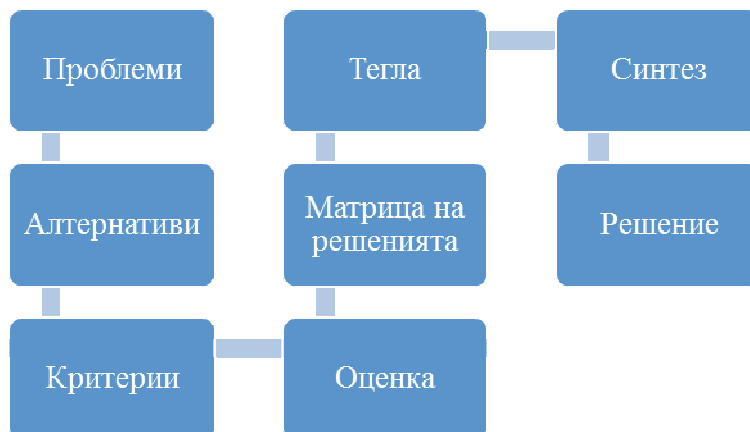 Проблеми
Алтернативи
Критерии
Оценка
Матрица на
решенията
Тегла
Синтез
Решение